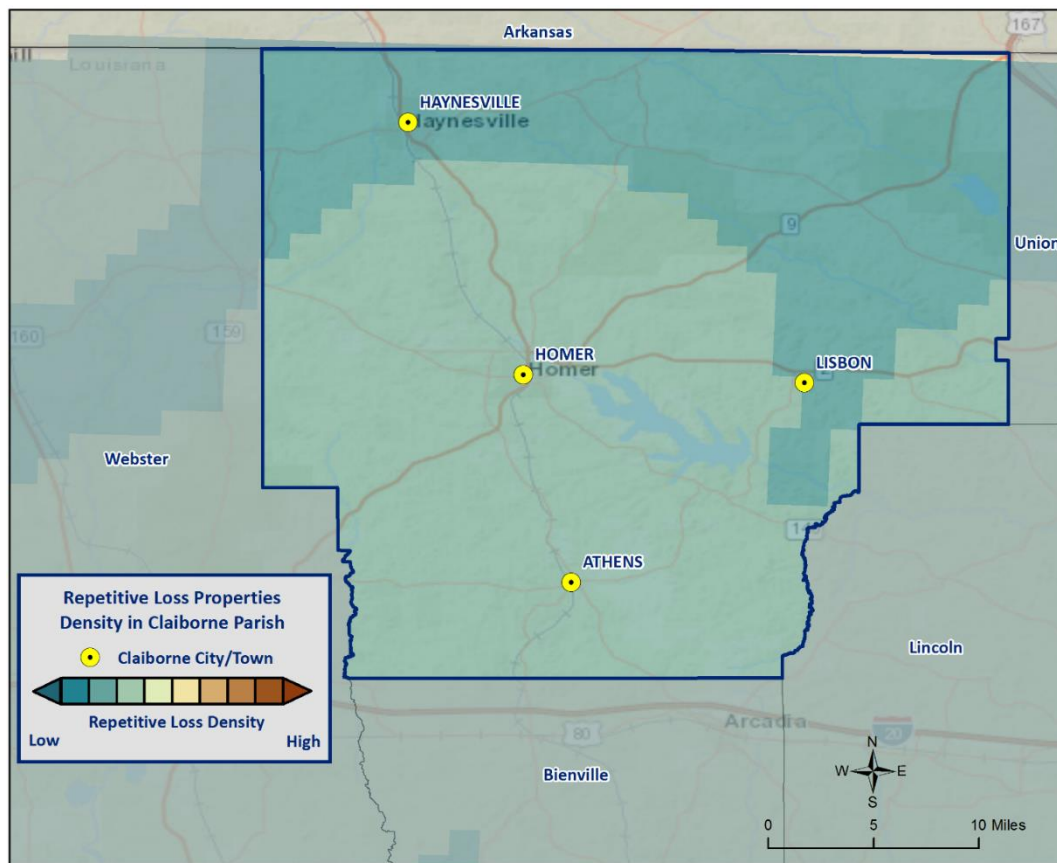 Arkansas
167
Louisiana
HAYNESVILLE
Haynesville
9
Union
160
159
HOMER
Homer
LISBON
2
Webster
146
ATHENS
Repetitive Loss Properties
Density in Claiborne Parish
Claiborne City/Town
Repetitive Loss Density
Low High
Lincoln
Arcadia
80
20
Bienville
N
W E
S
0 5 10 Miles